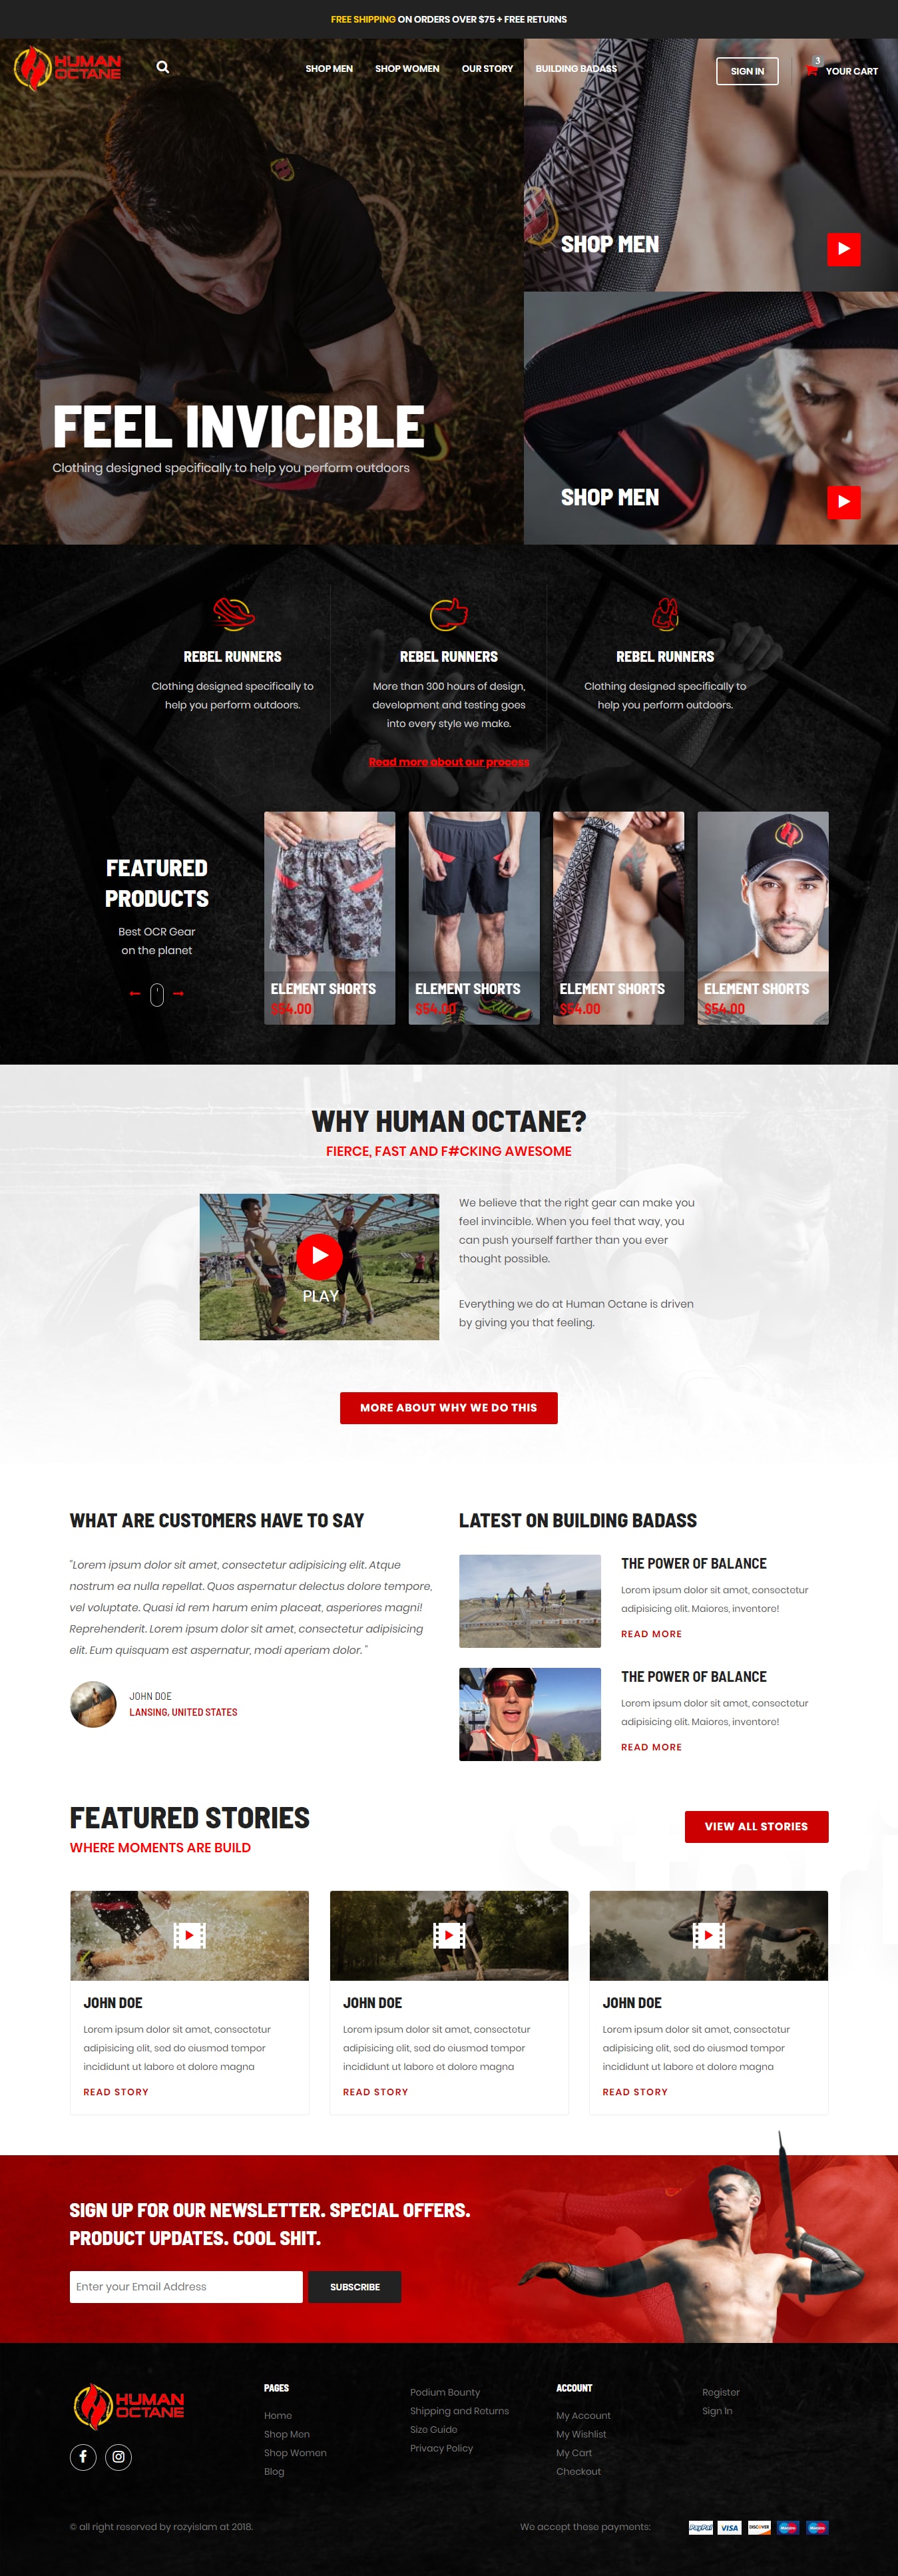 FREE SHIPPING ON ORDERS OVER $75 + FREE RETURNS
HUMAN
OCTANE
SHOP MEN
SHOP WOMEN
OUR STORY
BUILDING BADASS
SIGN IN
3
YOUR CART
SHOP MEN
FEEL INVICIBLE
Clothing designed specifically to help you perform outdoors
SHOP MEN
REBEL RUNNERS
Clothing designed specifically to
help you perform outdoors.
REBEL RUNNERS
More than 300 hours of design,
development and testing goes
into every style we make.
REBEL RUNNERS
Clothing designed specifically to
help you perform outdoors.
Read more about our process
FEATURED
PRODUCTS
Best OCR Gear
on the planet
ELEMENT SHORTS
$54.00
ELEMENT SHORTS
$54.00
ELEMENT SHORTS
$54.00
ELEMENT SHORTS
$54.00
WHY HUMAN OCTANE?
FIERCE, FAST AND F#CKING AWESOME
PLAY
We believe that the right gear can make you
feel invincible. When you feel that way, you
can push yourself farther than you ever
thought possible.
Everything we do at Human Octane is driven
by giving you that feeling.
MORE ABOUT WHY WE DO THIS
WHAT ARE CUSTOMERS HAVE TO SAY
"Lorem ipsum dolor sit amet, consectetur adipisicing elit. Atque
nostrum ea nulla repellat. Quos aspernatur delectus dolore tempore,
vel voluptate. Quasi id rem harum enim placeat, asperiores magni!
Reprehenderit. Lorem ipsum dolor sit amet, consectetur adipisicing
elit. Eum quisquam est aspernatur, modi aperiam dolor. "
JOHN DOE
LANSING, UNITED STATES
LATEST ON BUILDING BADASS
THE POWER OF BALANCE
Lorem ipsum dolor sit amet, consectetur
adipisicing elit. Maiores, inventore!
READ MORE
THE POWER OF BALANCE
Lorem ipsum dolor sit amet, consectetur
adipisicing elit. Maiores, inventore!
READ MORE
FEATURED STORIES
WHERE MOMENTS ARE BUILD
VIEW ALL STORIES
JOHN DOE
Lorem ipsum dolor sit amet, consectetur
adipisicing elit, sed do eiusmod tempor
incididunt ut labore et dolore magna
READ STORY
JOHN DOE
Lorem ipsum dolor sit amet, consectetur
adipisicing elit, sed do eiusmod tempor
incididunt ut labore et dolore magna
READ STORY
JOHN DOE
Lorem ipsum dolor sit amet, consectetur
adipisicing elit, sed do eiusmod tempor
incididunt ut labore et dolore magna
READ STORY
SIGN UP FOR OUR NEWSLETTER. SPECIAL OFFERS.
PRODUCT UPDATES. COOL SHIT.
Enter your Email Address
SUBSCRIBE
HUMAN
OCTANE
PAGES
Home
Shop Men
Shop Women
Blog
Podium Bounty
Shipping and Returns
Size Guide
Privacy Policy
ACCOUNT
My Account
My Wishlist
My Cart
Checkout
Register
Sign In
© all right reserved by rozyislam at 2018.
We accept these payments:
PayPal
VISA
DISCOVER